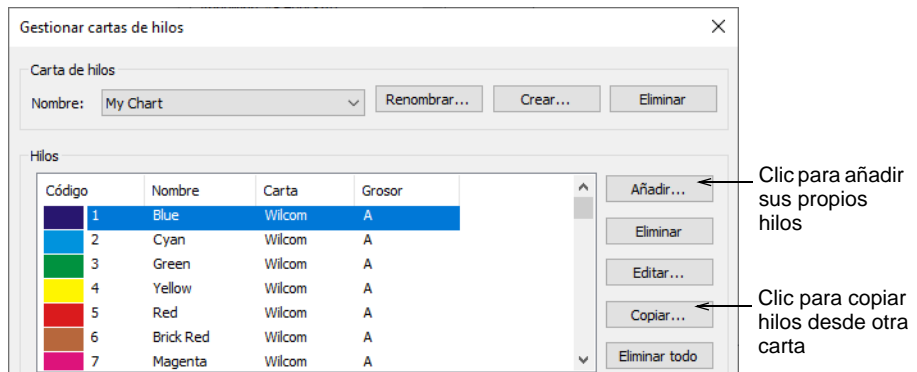 Gestionar cartas de hilos
Carta de hilos
Nombre: My Chart Renombrar... Crear... Eliminar
Hilos
Código Nombre Carta Grosor
1 Blue Wilcom A
2 Cyan Wilcom A
3 Green Wilcom A
4 Yellow Wilcom A
5 Red Wilcom A
6 Brick Red Wilcom A
7 Magenta Wilcom A
Añadir...
Eliminar
Editar...
Copiar...
Eliminar todo
Clic para añadir
sus propios
hilos
Clic para copiar
hilos desde otra
carta